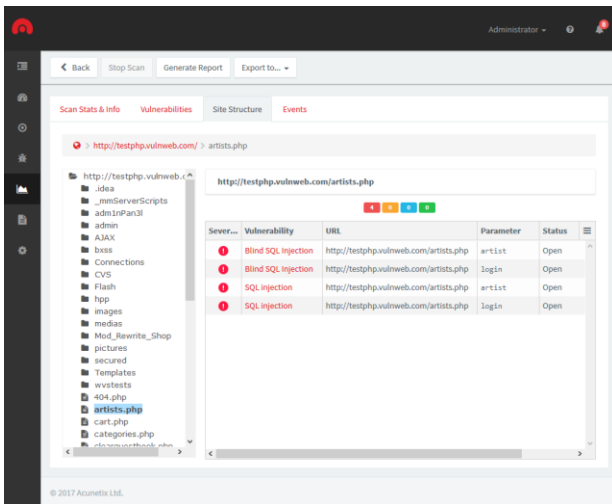 Administrator
8
Back
Stop Scan
Generate Report
Export to...
Scan Stats & Info
Vulnerabilities
Site Structure
Events
> http://testphp.vulnweb.com/ > artists.php
http://testphp.vulnweb.c
.idea
_mmServerScripts
adm1nPan3l
admin
AJAX
bxss
Connections
CVS
Flash
hpp
images
medias
Mod_Rewrite_Shop
pictures
secured
Templates
wvstests
404.php
artists.php
cart.php
categories.php
clearguestbook.php
http://testphp.vulnweb.com/artists.php
4 0 0 0
Sever... Vulnerability URL Parameter Status
Blind SQL Injection http://testphp.vulnweb.com/artists.php artist Open
Blind SQL Injection http://testphp.vulnweb.com/artists.php login Open
SQL injection http://testphp.vulnweb.com/artists.php artist Open
SQL injection http://testphp.vulnweb.com/artists.php login Open
© 2017 Acunetix Ltd.